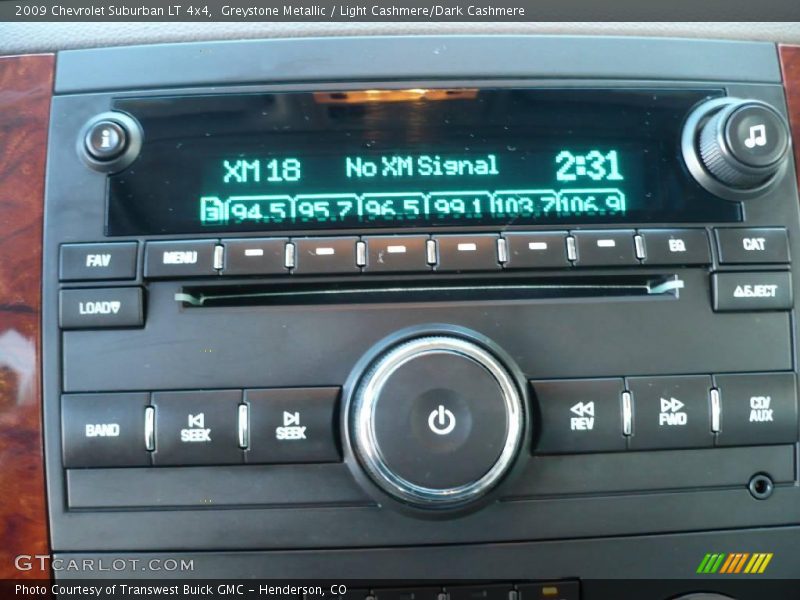 2009 Chevrolet Suburban LT 4x4,  Greystone Metallic / Light Cashmere/Dark Cashmere
i
XM 18 No XM Signal 2:31
94.5 95.7 96.5 99.1 103.7 106.9
FAV MENU EQ CAT
LOAD ▲EJECT
BAND SEEK SEEK REV FWD CD/AUX
GTCARLOT.COM
Photo Courtesy of Transwest Buick GMC - Henderson, CO